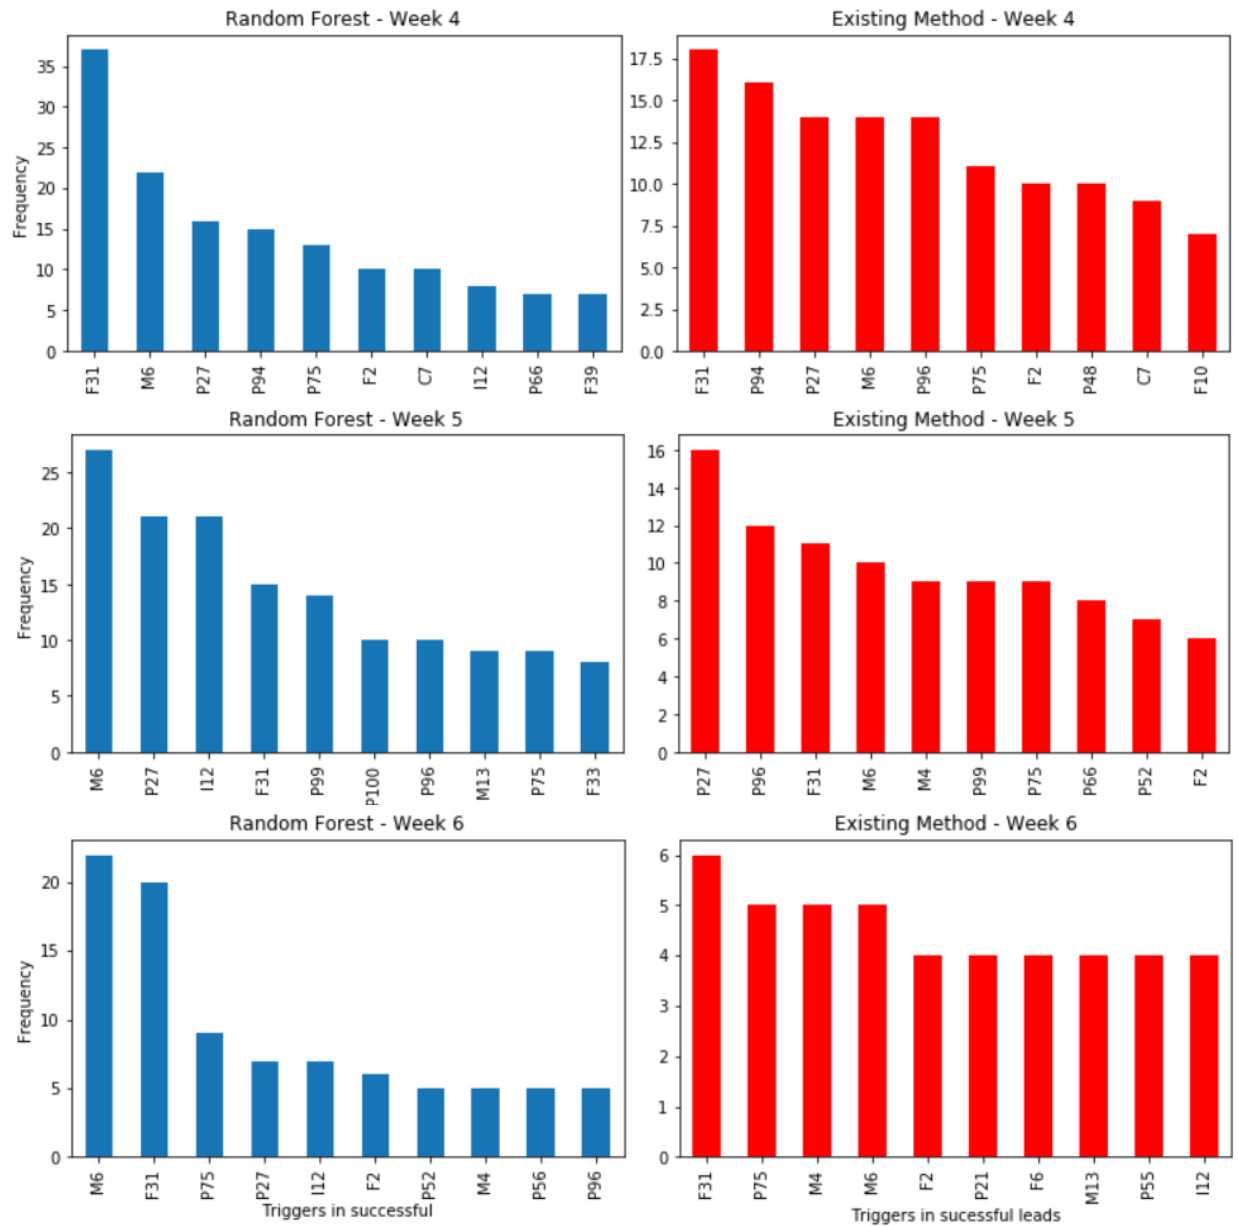 Random Forest - Week 4
Existing Method - Week 4
Frequency
35
30
25
20
15
10
5
0
F31 M6 P27 P94 P75 F2 C7 I12 P66 F39
17.5
15.0
12.5
10.0
7.5
5.0
2.5
0.0
F31 P94 P27 M6 P96 P75 F2 P48 C7 F10
Random Forest - Week 5
Existing Method - Week 5
Frequency
25
20
15
10
5
0
M6 P27 I12 F31 P99 P100 P96 M13 P75 F33
16
14
12
10
8
6
4
2
0
P27 P96 F31 M6 M4 P99 P75 P66 P52 F2
Random Forest - Week 6
Existing Method - Week 6
Frequency
20
15
10
5
0
M6 F31 P75 P27 I12 F2 P52 M4 P56 P96
Triggers in successful
6
5
4
3
2
1
0
F31 P75 M4 M6 F2 P21 F6 M13 P55 I12
Triggers in sucessful leads